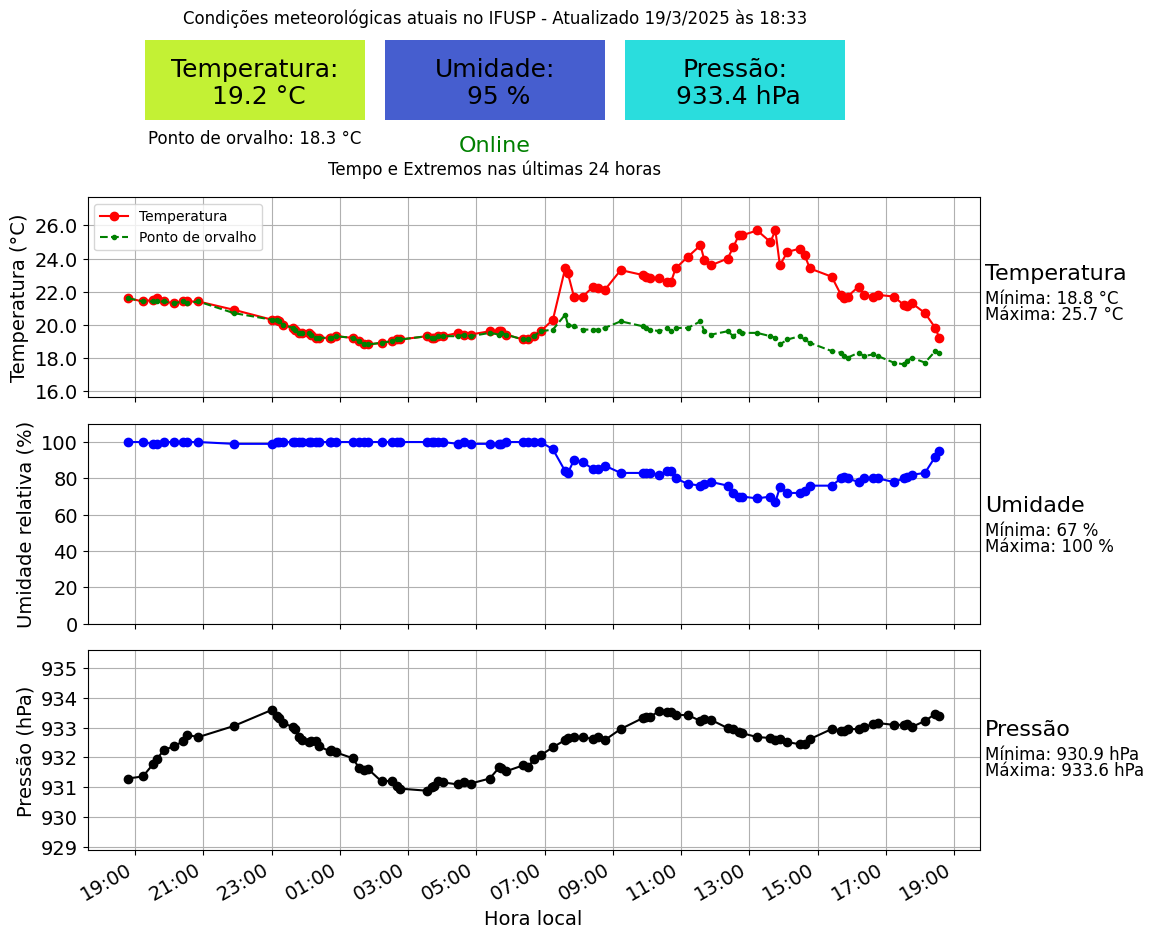 Condições meteorológicas atuais no IFUSP - Atualizado 19/3/2025 às 18:33
Temperatura:
19.2 °C
Umidade:
95 %
Pressão:
933.4 hPa
Ponto de orvalho: 18.3 °C
Online
Tempo e Extremos nas últimas 24 horas
Temperatura (°C)
26.0
24.0
22.0
20.0
18.0
16.0
Temperatura
Ponto de orvalho
Temperatura
Mínima: 18.8 °C
Máxima: 25.7 °C
Umidade relativa (%)
100
80
60
40
20
0
Umidade
Mínima: 67 %
Máxima: 100 %
Pressão (hPa)
935
934
933
932
931
930
929
Pressão
Mínima: 930.9 hPa
Máxima: 933.6 hPa
19:00 21:00 23:00 01:00 03:00 05:00 07:00 09:00 11:00 13:00 15:00 17:00 19:00
Hora local